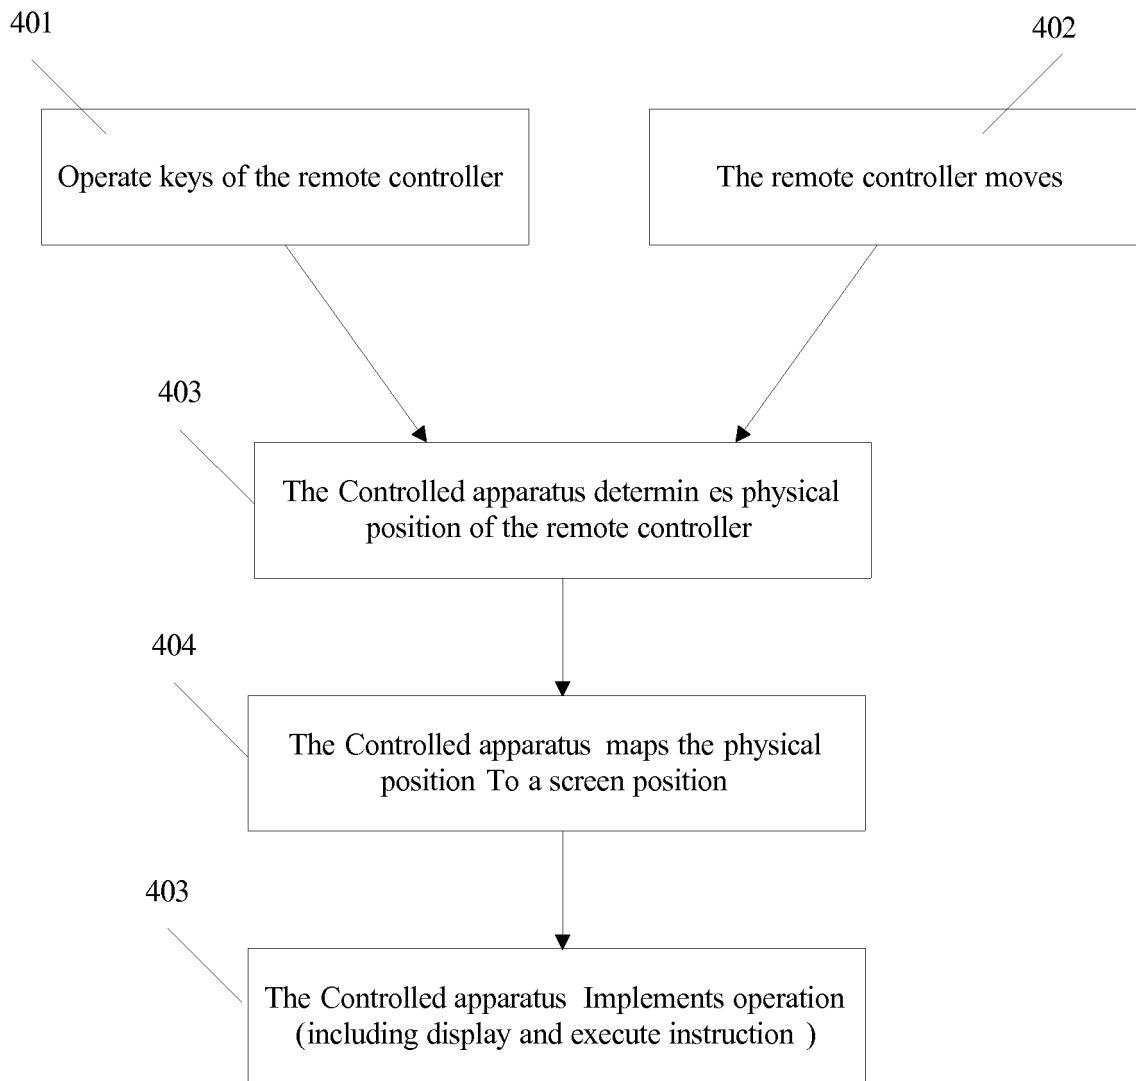 401
402
Operate keys of the remote controller
The remote controller moves
403
The Controlled apparatus determin es physical
position of the remote controller
404
The Controlled apparatus maps the physical
position To a screen position
403
The Controlled apparatus Implements operation
(including display and execute instruction )